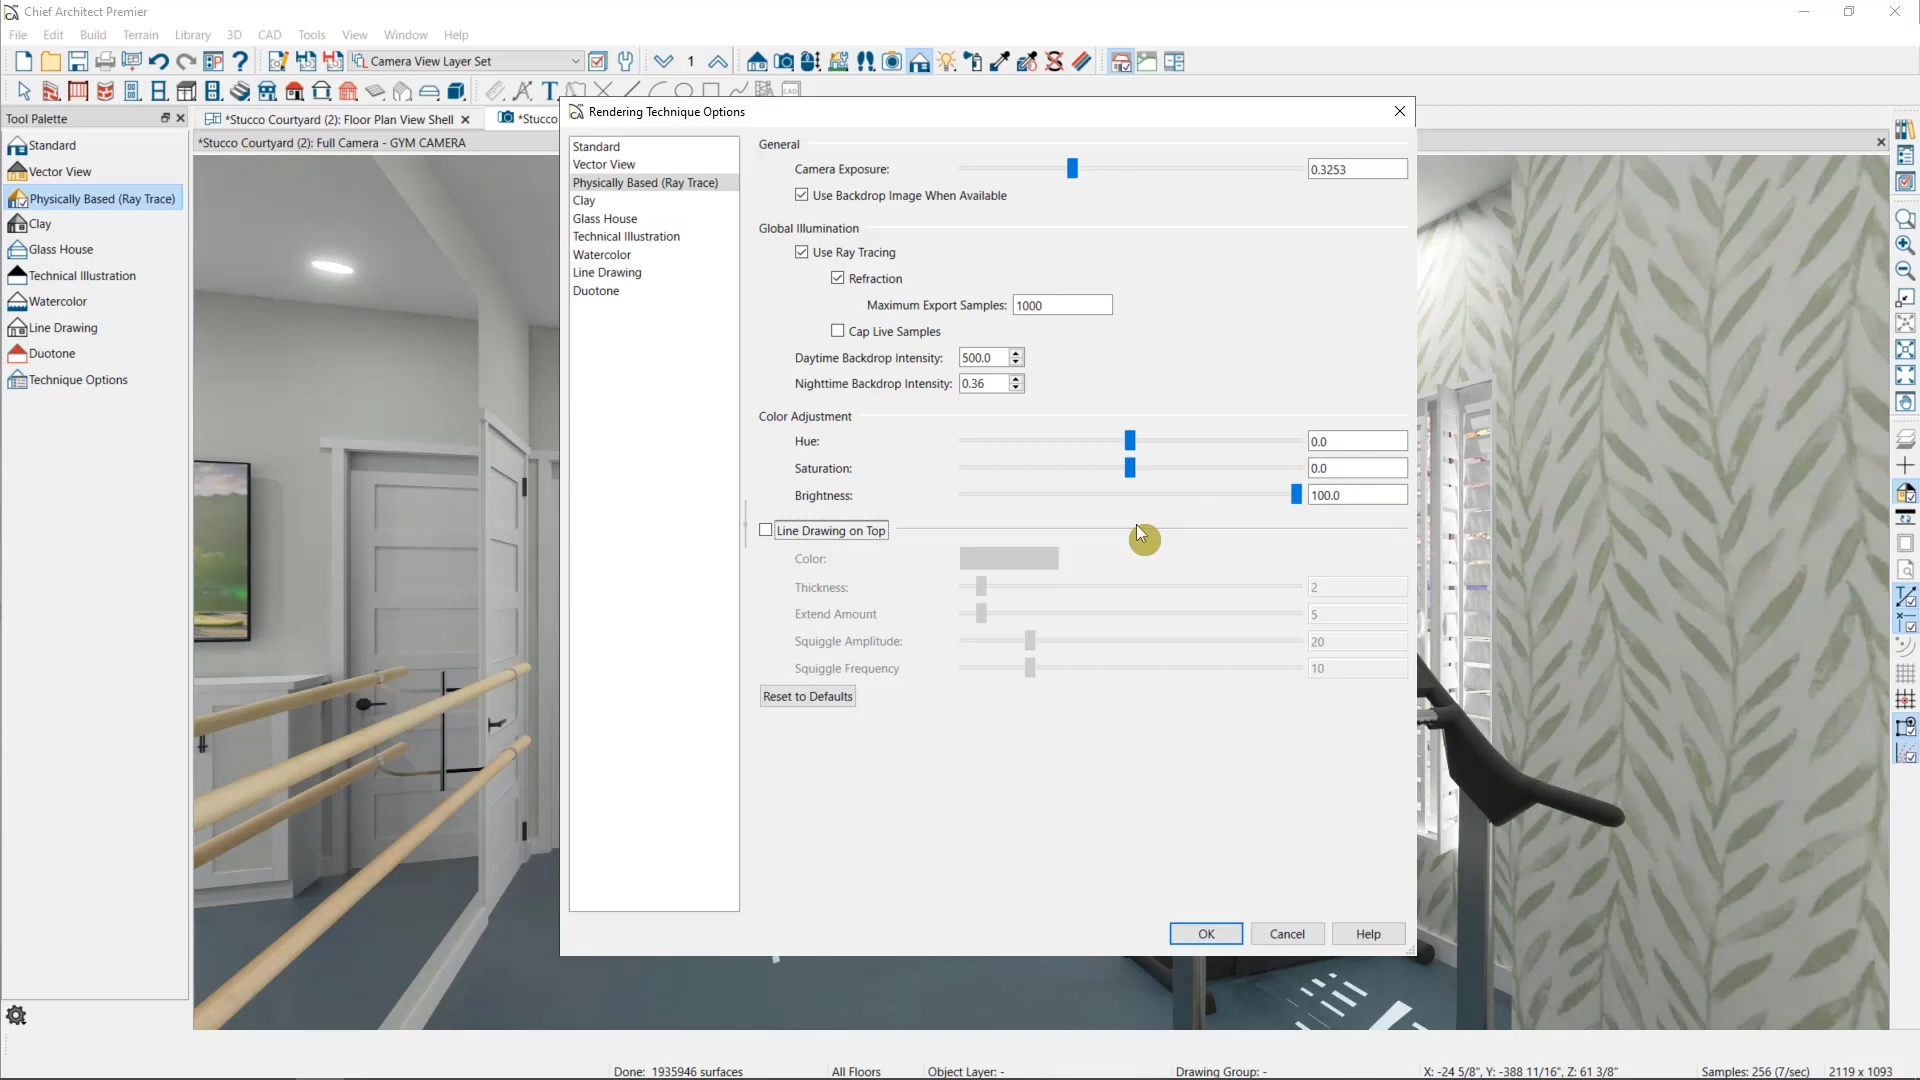 Chief Architect Premier
File Edit Build Terrain Library 3D CAD Tools View Window Help
Camera View Layer Set 1
Tool Palette
*Stucco Courtyard (2): Floor Plan View Shell
*Stucco
*Stucco Courtyard (2): Full Camera - GYM CAMERA
Standard
Vector View
Physically Based (Ray Trace)
Clay
Glass House
Technical Illustration
Watercolor
Line Drawing
Duotone
Technique Options
Rendering Technique Options
Standard
Vector View
Physically Based (Ray Trace)
Clay
Glass House
Technical Illustration
Watercolor
Line Drawing
Duotone
General
Camera Exposure: 0.3253
Use Backdrop Image When Available
Global Illumination
Use Ray Tracing
Refraction
Maximum Export Samples: 1000
Cap Live Samples
Daytime Backdrop Intensity: 500.0
Nighttime Backdrop Intensity: 0.36
Color Adjustment
Hue: 0.0
Saturation: 0.0
Brightness: 100.0
Line Drawing on Top
Color:
Thickness: 2
Extend Amount 5
Squiggle Amplitude: 20
Squiggle Frequency 10
Reset to Defaults
OK Cancel Help
Done: 1935946 surfaces All Floors Object Layer: - Drawing Group: - X: -24 5/8", Y: -388 11/16", Z: 61 3/8" Samples: 256 (7/sec) 2119 x 1093